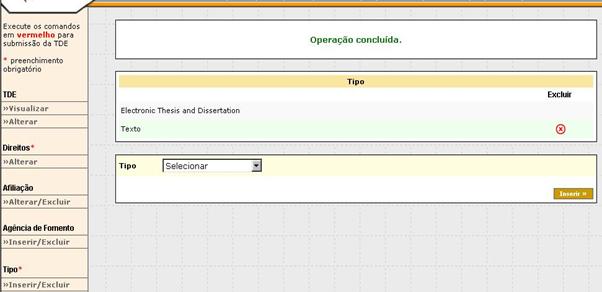 Execute os comandos
em vermelho para
submissão da TDE
* preenchimento
obrigatório
TDE
»Visualizar
»Alterar
Direitos*
»Alterar
Afiliação
»Alterar/Excluir
Agência de Fomento
»Inserir/Excluir
Tipo*
»Inserir/Excluir
Operação concluída.
Tipo
Excluir
Electronic Thesis and Dissertation
Texto
Tipo Selecionar
Inserir »